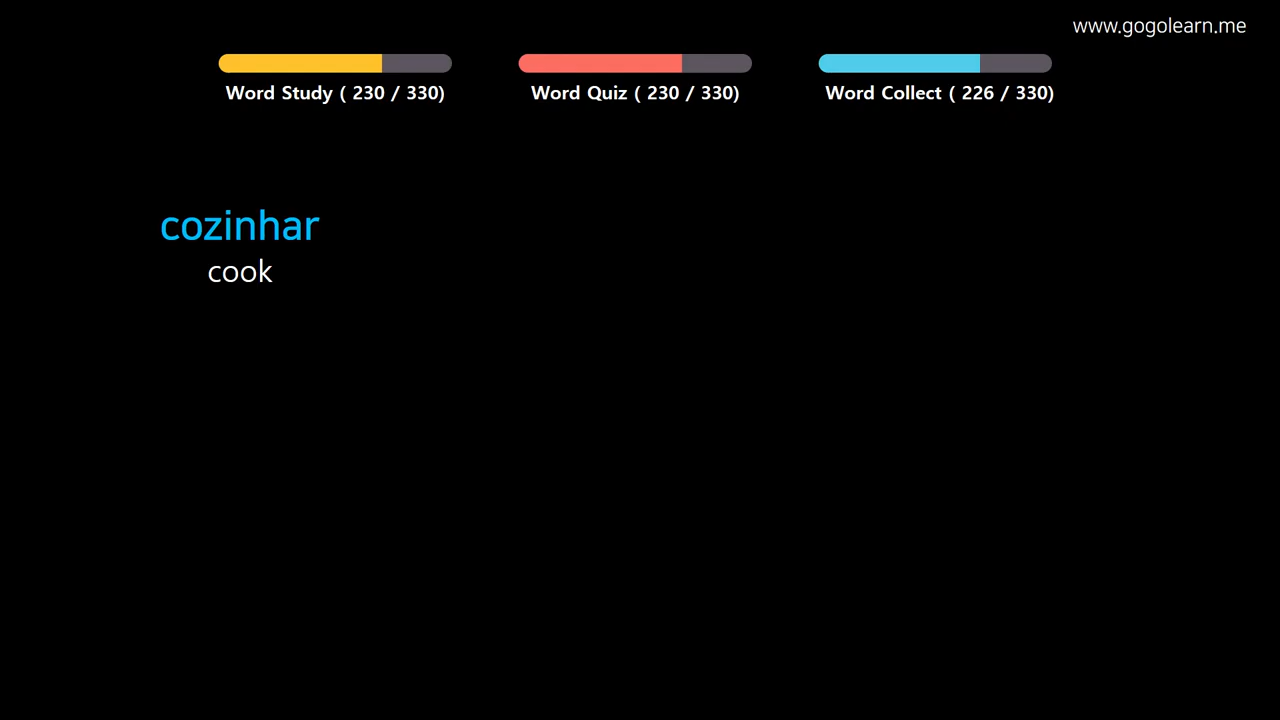 www.gogolearn.me
Word Study ( 230 / 330)
Word Quiz ( 230 / 330)
Word Collect ( 226 / 330)
cozinhar
cook